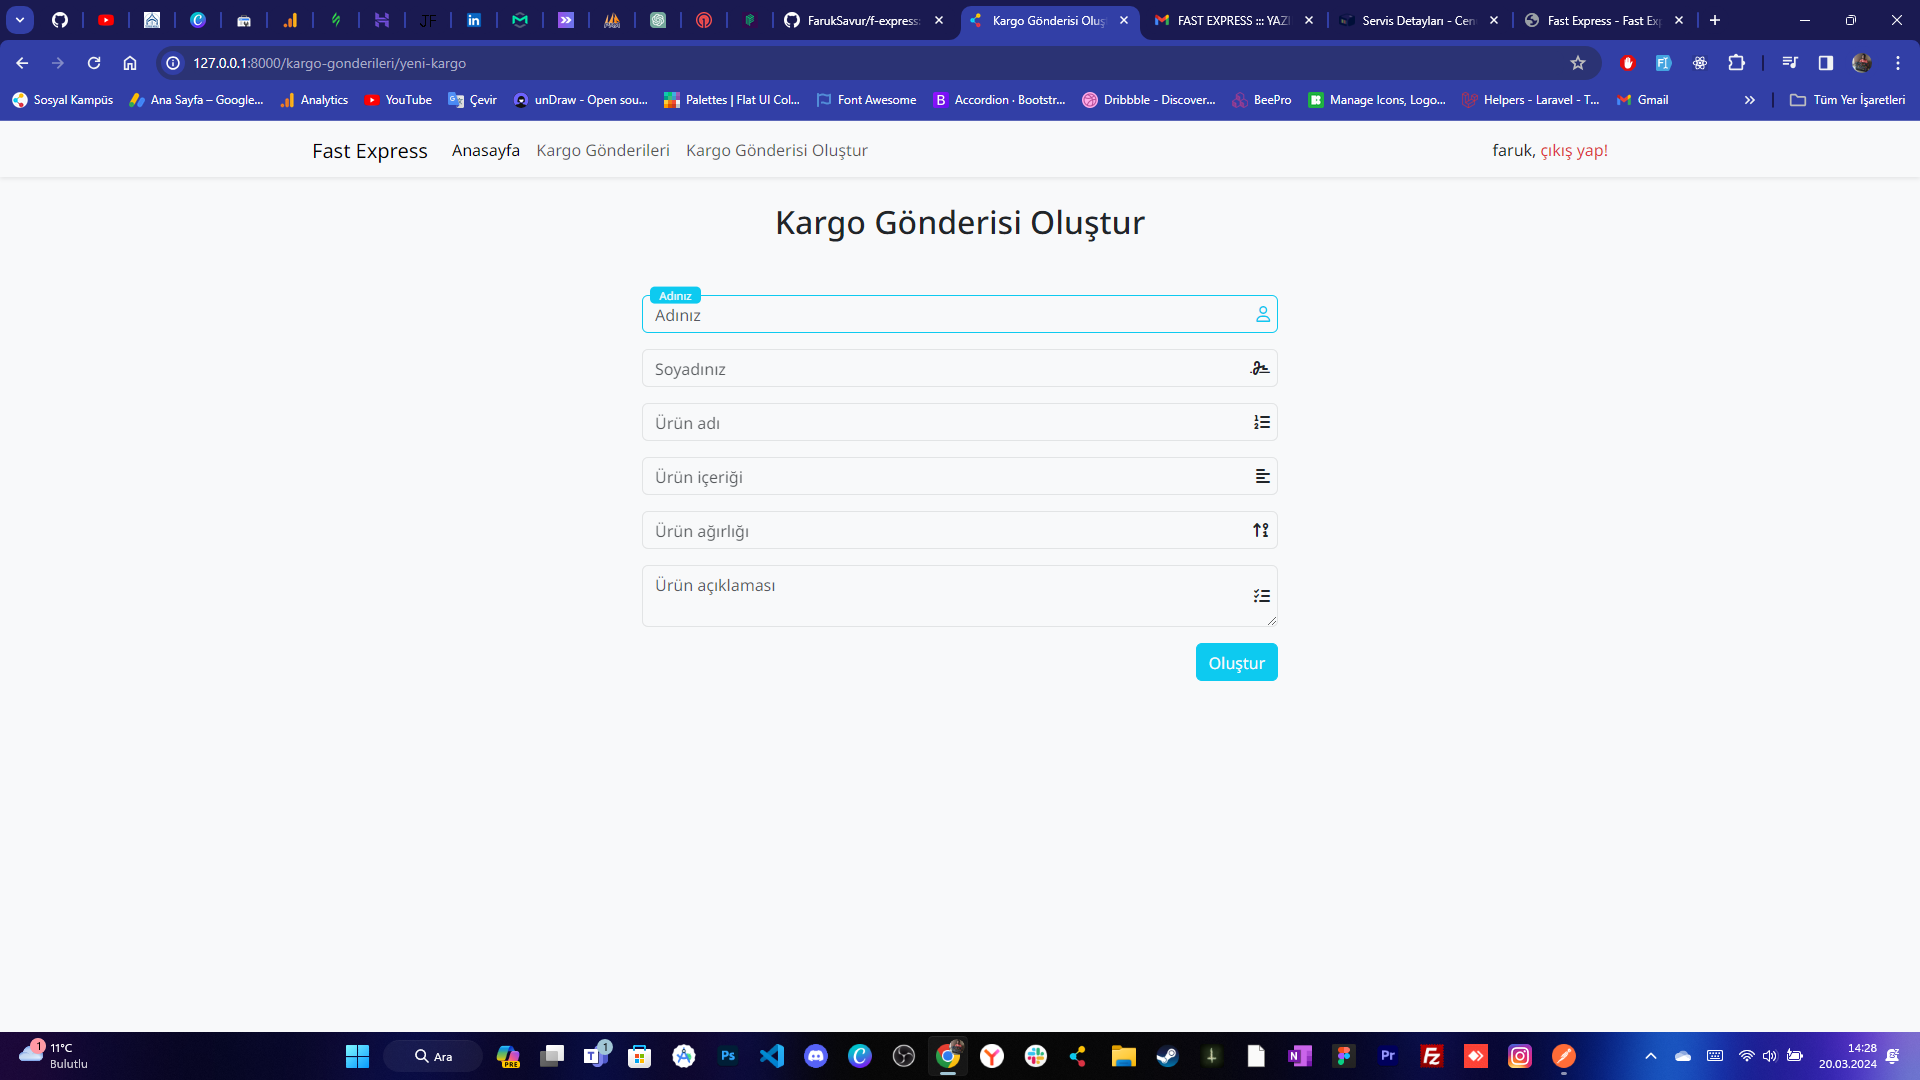 FarukSavur/f-express:
Kargo Gönderisi Oluş
FAST EXPRESS ::: YAZI
Servis Detayları - Cen
Fast Express - Fast Ex
127.0.0.1:8000/kargo-gonderileri/yeni-kargo
Sosyal Kampüs
Ana Sayfa – Google...
Analytics
YouTube
Çevir
unDraw - Open sou...
Palettes | Flat UI Col...
Font Awesome
Accordion · Bootstr...
Dribbble - Discover...
BeePro
Manage Icons, Logo...
Helpers - Laravel - T...
Gmail
Tüm Yer İşaretleri
Fast Express
Anasayfa
Kargo Gönderileri
Kargo Gönderisi Oluştur
faruk, çıkış yap!
Kargo Gönderisi Oluştur
Adınız
Adınız
Soyadınız
Ürün adı
Ürün içeriği
Ürün ağırlığı
Ürün açıklaması
Oluştur
1
11°C
Bulutlu
Ara
1
14:28
20.03.2024